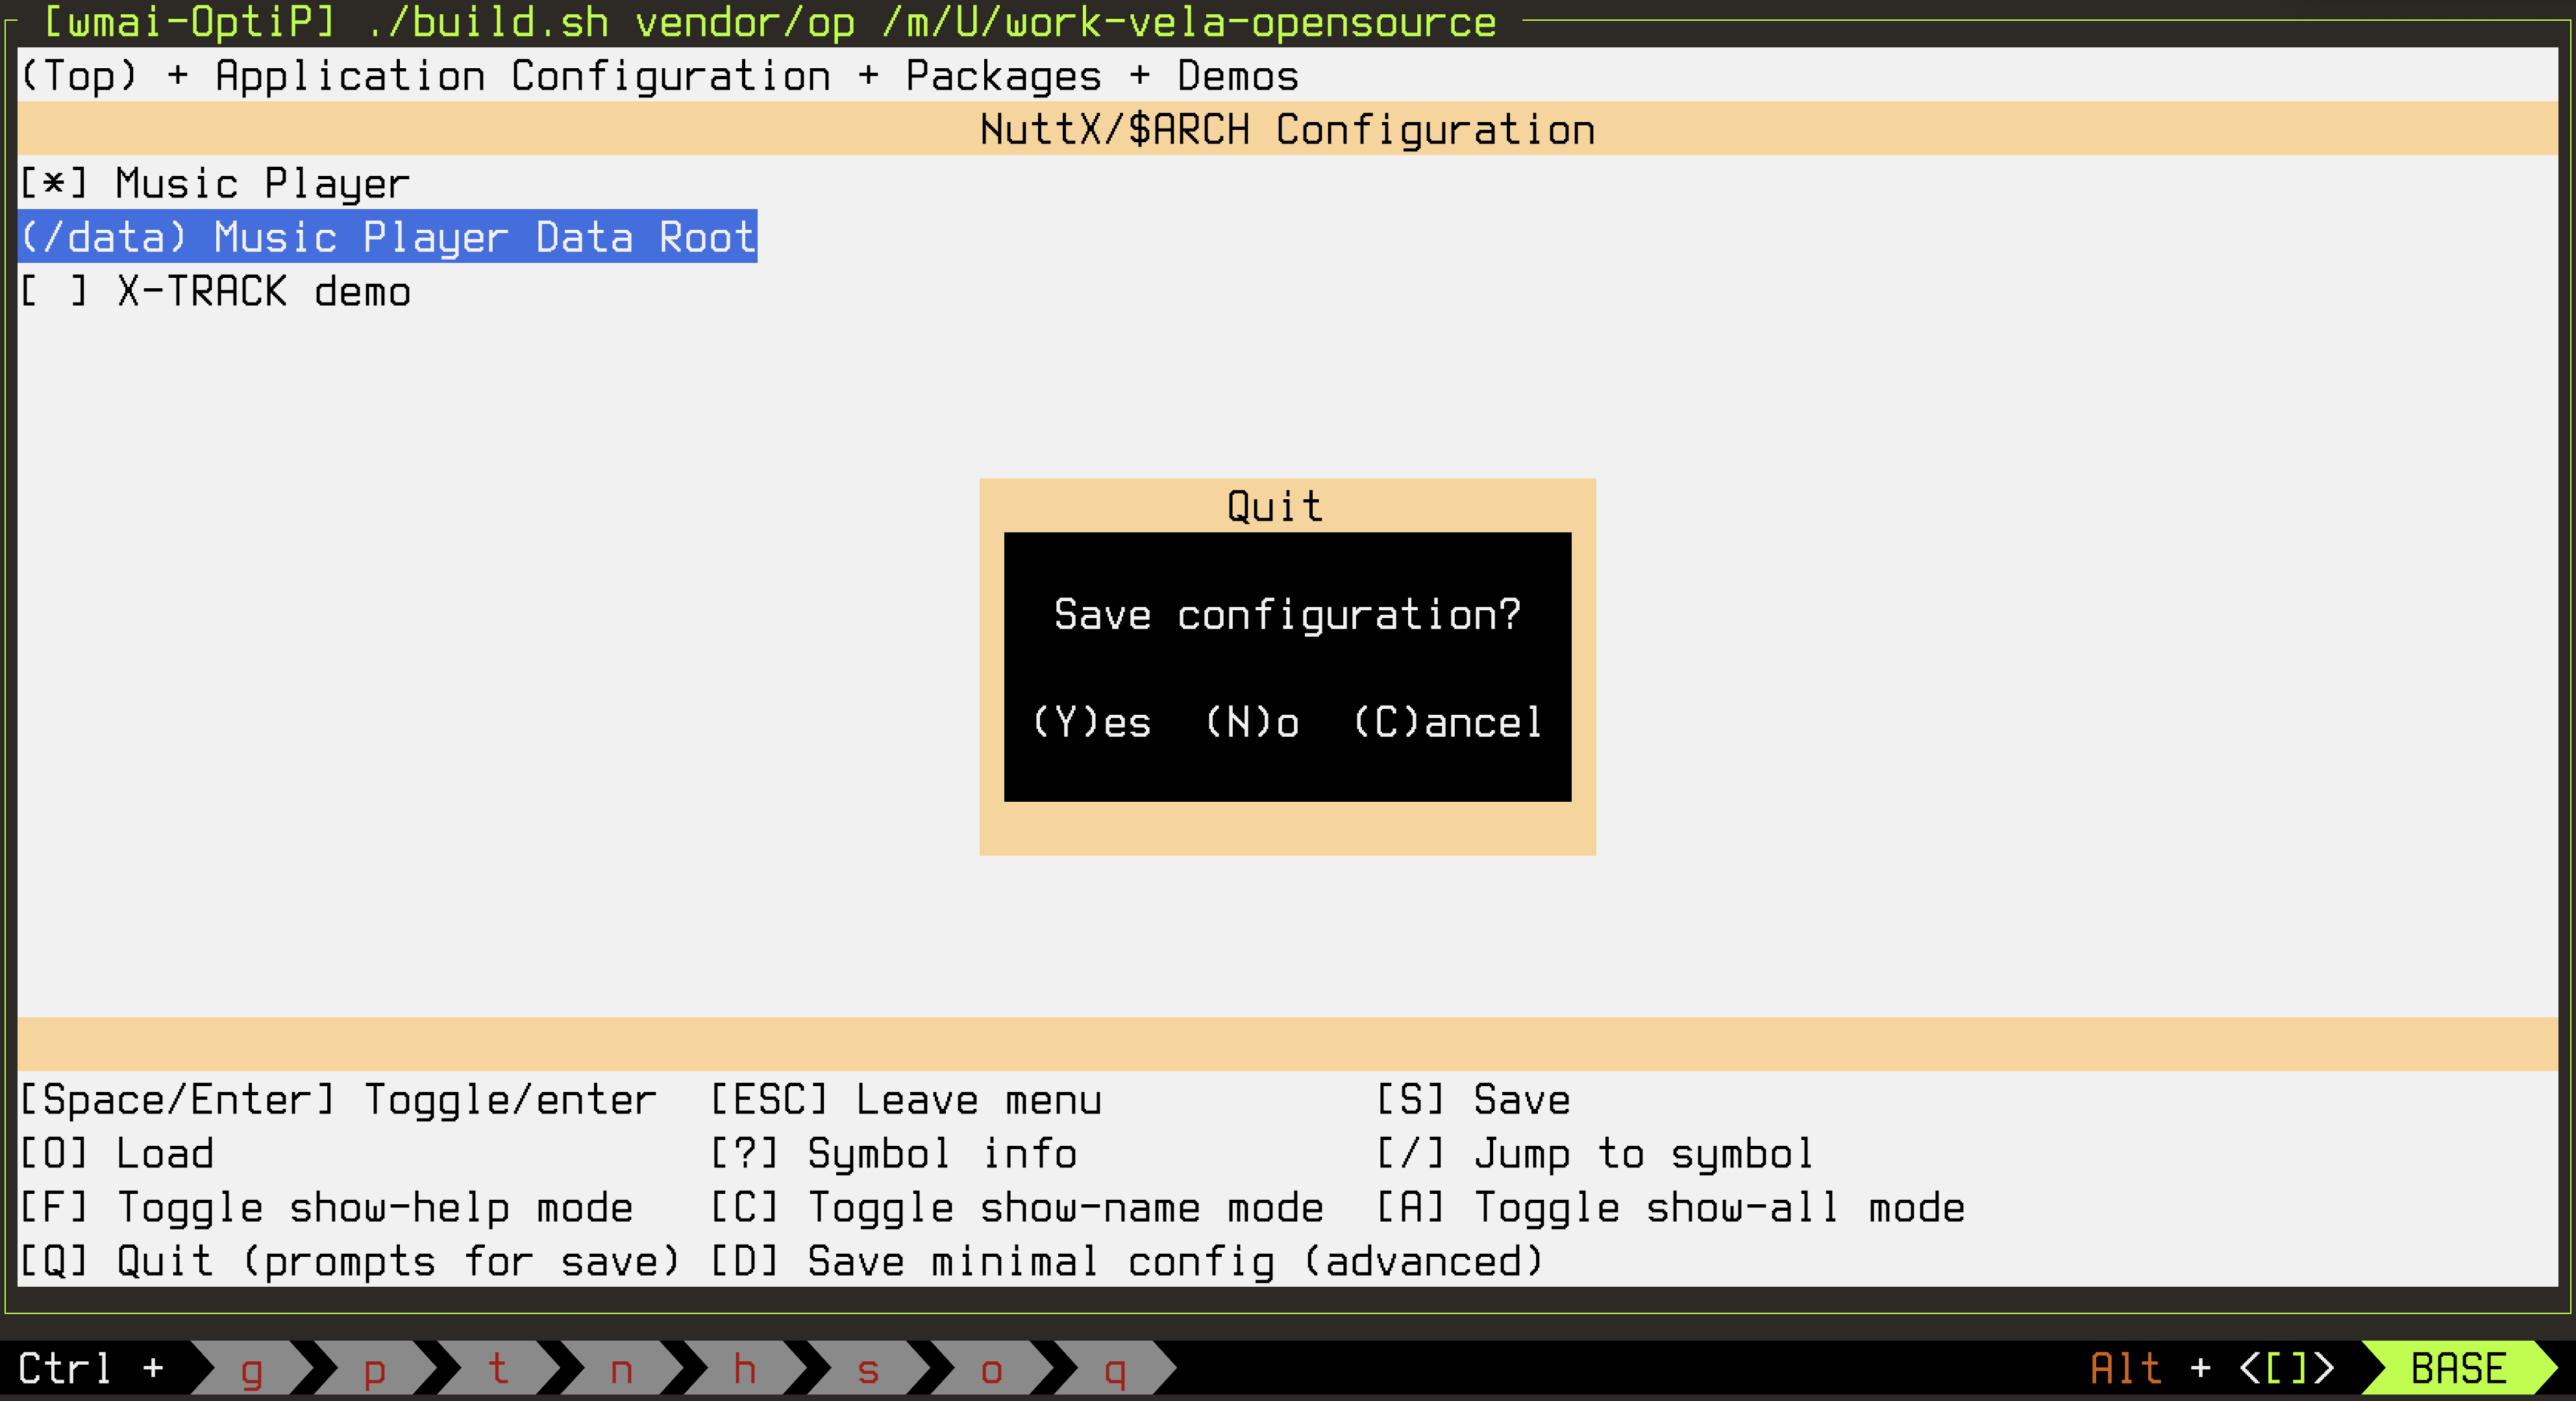 [wmai-OptiP] ./build.sh vendor/op /m/U/work-vela-opensource
(Top) + Application Configuration + Packages + Demos
NuttX/$ARCH Configuration
[*] Music Player
(/data) Music Player Data Root
[ ] X-TRACK demo
Quit
Save configuration?
(Y)es (N)o (C)ancel
[Space/Enter] Toggle/enter [ESC] Leave menu [S] Save
[O] Load [?] Symbol info [/] Jump to symbol
[F] Toggle show-help mode [C] Toggle show-name mode [A] Toggle show-all mode
[Q] Quit (prompts for save) [D] Save minimal config (advanced)
Ctrl + g p t n h s o q Alt + <[]> BASE